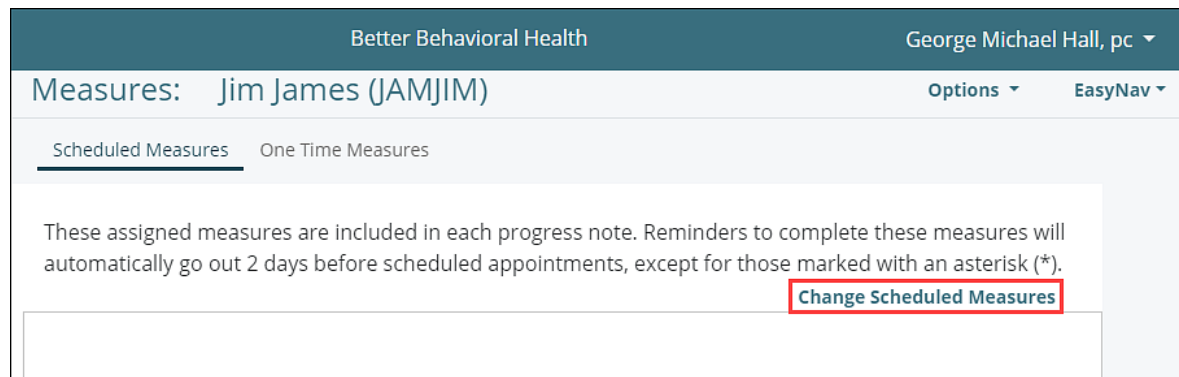 Better Behavioral Health
George Michael Hall, pc
Measures: Jim James (JAMJIM)
Options
EasyNav
Scheduled Measures
One Time Measures
These assigned measures are included in each progress note. Reminders to complete these measures will
automatically go out 2 days before scheduled appointments, except for those marked with an asterisk (*).
Change Scheduled Measures